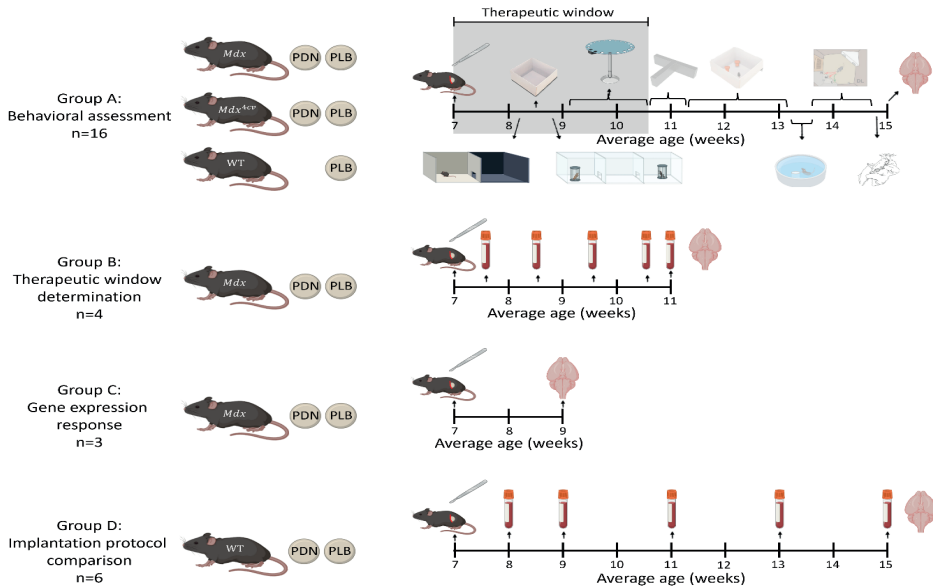 Therapeutic window
Mdx PDN PLB
Group A:
Behavioral assessment
n=16
Mdx4cv PDN PLB
WT PLB
7 8 9 10 11 12 13 14 15
Average age (weeks)
Group B:
Therapeutic window
determination
n=4
Mdx PDN PLB
7 8 9 10 11
Average age (weeks)
Group C:
Gene expression
response
n=3
Mdx PDN PLB
7 8 9
Average age (weeks)
Group D:
Implantation protocol
comparison
n=6
WT PDN PLB
7 8 9 10 11 12 13 14 15
Average age (weeks)